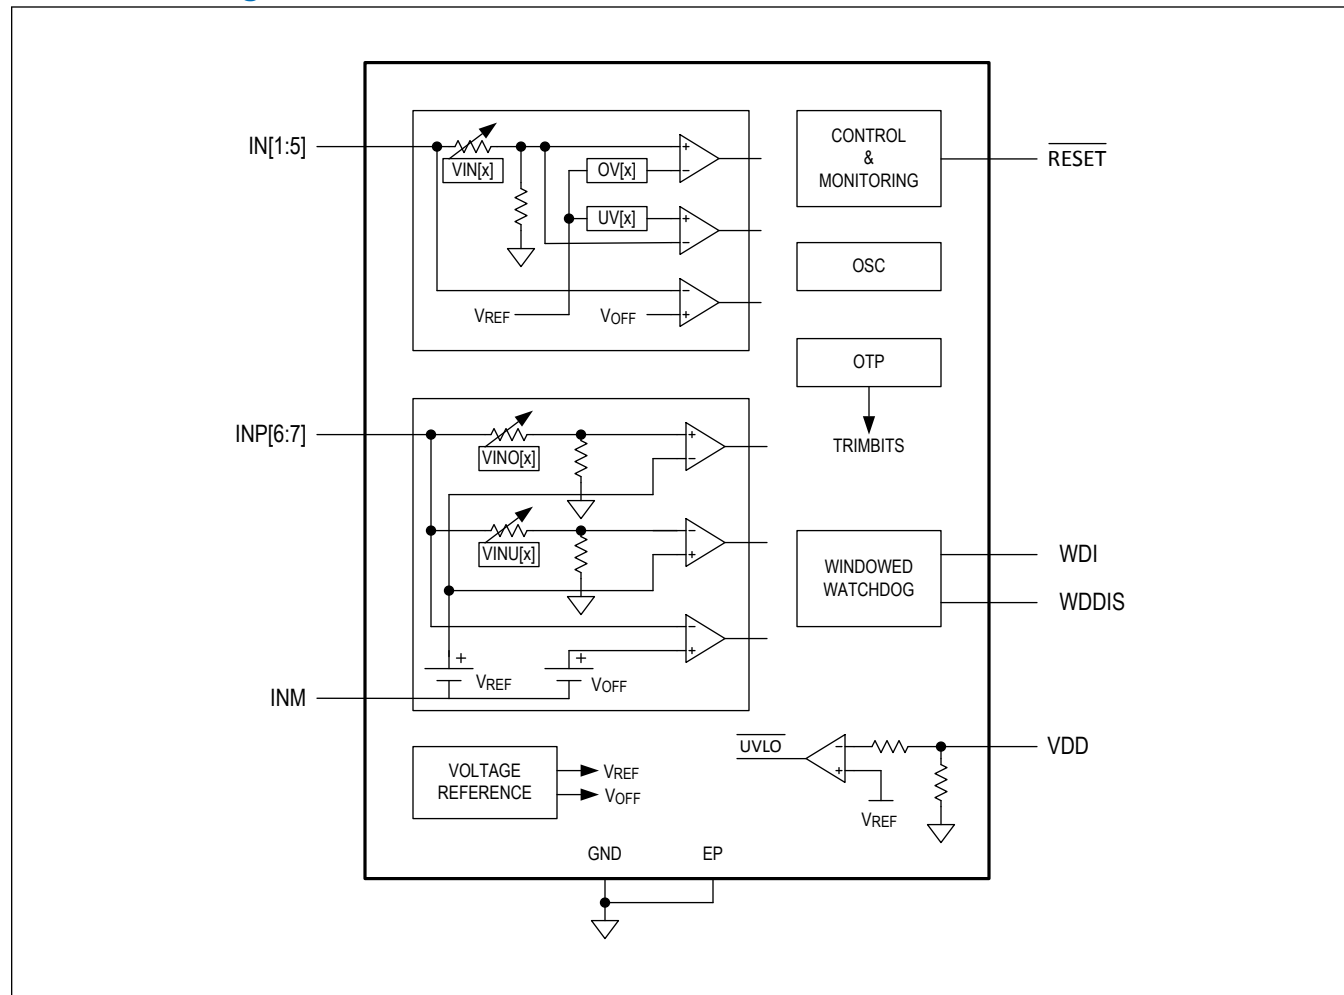 IN[1:5]
VIN[x]
OV[x]
UV[x]
+
−
+
−
−
+
VREF
VOFF
CONTROL
&
MONITORING
RESET
OSC
OTP
TRIMBITS
INP[6:7]
VINO[x]
VINU[x]
+
−
−
+
−
+
+
VREF
+
VOFF
INM
WINDOWED
WATCHDOG
WDI
WDDIS
VOLTAGE
REFERENCE
VREF
VOFF
UVLO
−
+
VREF
VDD
GND
EP